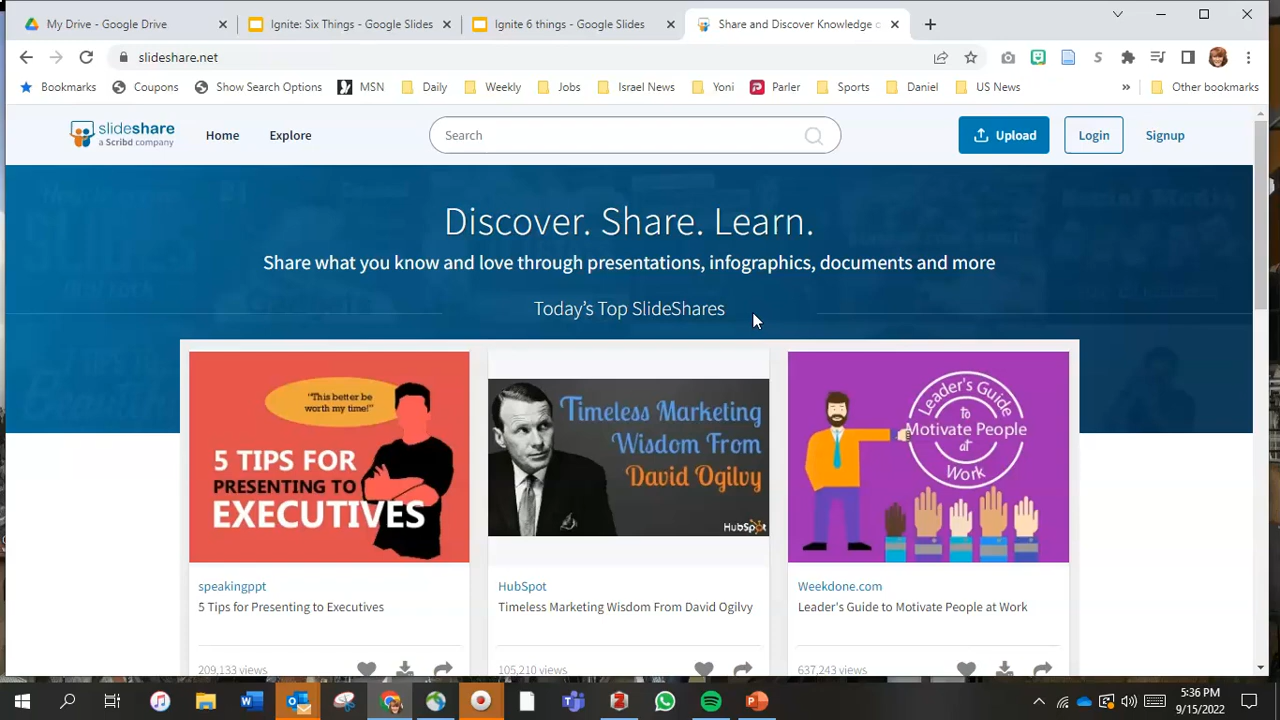 My Drive - Google Drive
Ignite: Six Things - Google Slides
Ignite 6 things - Google Slides
Share and Discover Knowledge o
slideshare.net
Bookmarks
Coupons
Show Search Options
MSN
Daily
Weekly
Jobs
Israel News
Yoni
Parler
Sports
Daniel
US News
»
Other bookmarks
slideshare
a Scribd company
Home
Explore
Search
Upload
Login
Signup
Discover. Share. Learn.
Share what you know and love through presentations, infographics, documents and more
Today's Top SlideShares
"This better be
worth my time!"
5 TIPS FOR
PRESENTING TO
EXECUTIVES
Timeless Marketing
Wisdom From
David Ogilvy
HubSpot
Leader's Guide
to
Motivate People
at
Work
speakingppt
5 Tips for Presenting to Executives
HubSpot
Timeless Marketing Wisdom From David Ogilvy
Weekdone.com
Leader's Guide to Motivate People at Work
209,133 views
105,210 views
637,243 views
5:36 PM
9/15/2022